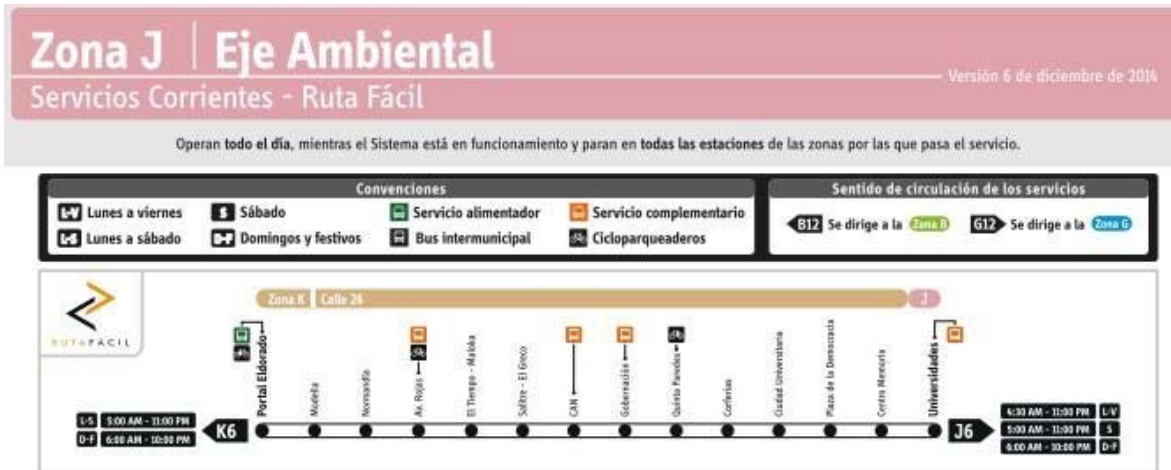 Zona J | Eje Ambiental
Servicios Corrientes - Ruta Fácil
Versión 6 de diciembre de 2014
Operan todo el día, mientras el Sistema está en funcionamiento y paran en todas las estaciones de las zonas por las que pasa el servicio.
Convenciones
L-V Lunes a viernes
S Sábado
Servicio alimentador
Servicio complementario
L-S Lunes a sábado
D-F Domingos y festivos
Bus intermunicipal
Cicloparqueaderos
Sentido de circulación de los servicios
B12 Se dirige a la Zona B
G12 Se dirige a la Zona G
RUTAFÁCIL
Zona K | Calle 26
J
Portal Eldorado
Modelia
Normandía
Av. Rojas
El Tiempo - Maloka
Salitre - El Greco
CAN
Gobernación
Quinta Paredes
Corferias
Ciudad Universitaria
Plaza de la Democracia
Centro Memoria
Universidades
L-S 5:00 AM - 11:00 PM
D-F 6:00 AM - 10:00 PM
K6
J6
4:30 AM - 11:00 PM L-V
5:00 AM - 11:00 PM S
6:00 AM - 10:00 PM D-F